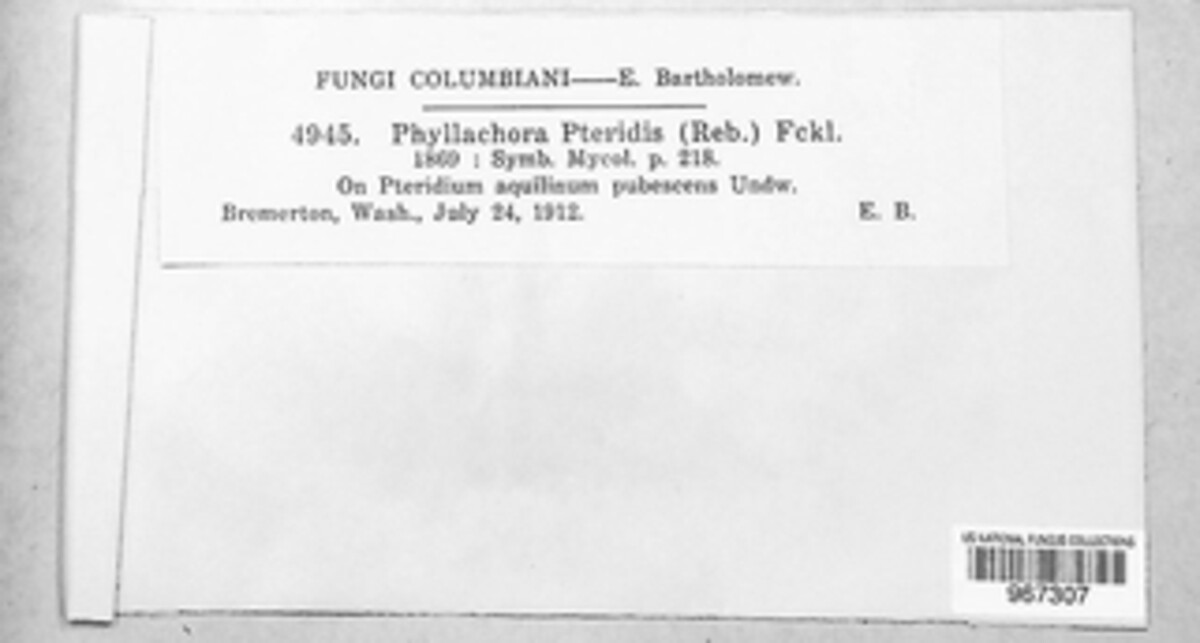 FUNGI COLUMBIANI——E. Bartholomew.
4945. Phyllachora Pteridis (Reb.) Fckl.
1869 : Symb. Mycol. p. 218.
On Pteridium aquilinum pubescens Undw.
Bremerton, Wash., July 24, 1912. E. B.
US NATIONAL FUNGUS COLLECTIONS
967307